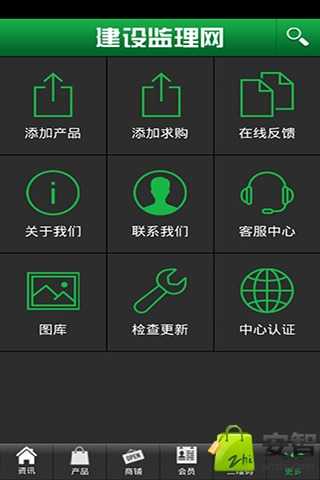 建设监理网
添加产品 添加求购 在线反馈
关于我们 联系我们 客服中心
图库 检查更新 中心认证
OPEN
资讯 产品 商铺 会员 更多
安智
zhi